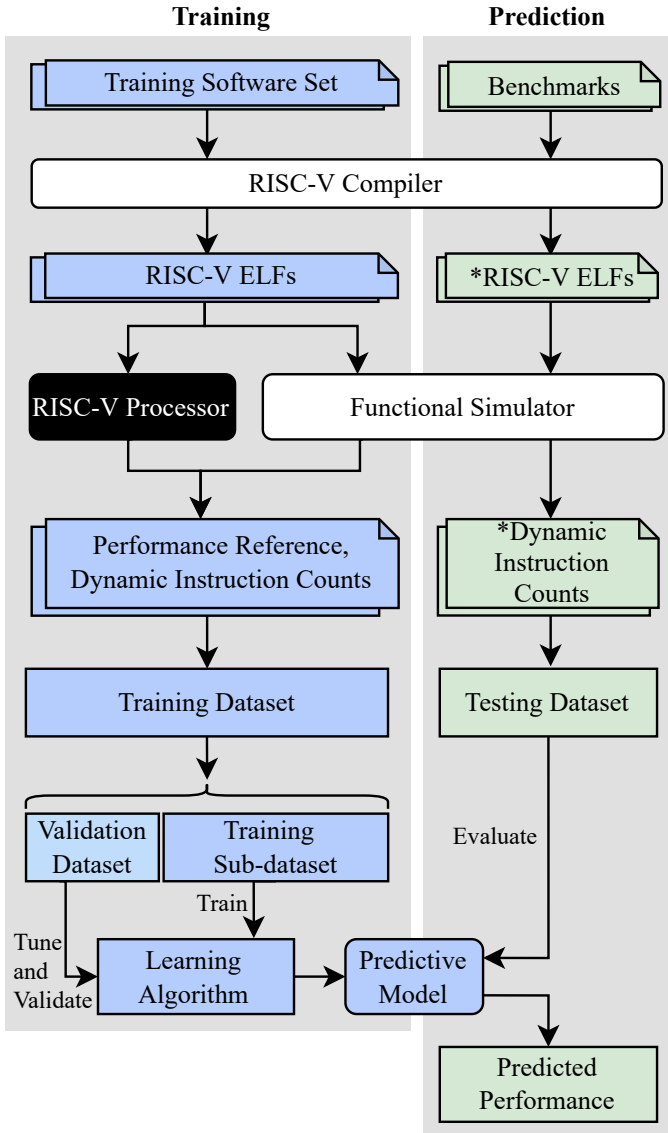 Training
Prediction
Training Software Set
Benchmarks
RISC-V Compiler
RISC-V ELFs
*RISC-V ELFs
RISC-V Processor
Functional Simulator
Performance Reference,
Dynamic Instruction Counts
*Dynamic
Instruction
Counts
Training Dataset
Testing Dataset
Validation
Dataset
Training
Sub-dataset
Evaluate
Train
Tune
and
Validate
Learning
Algorithm
Predictive
Model
Predicted
Performance